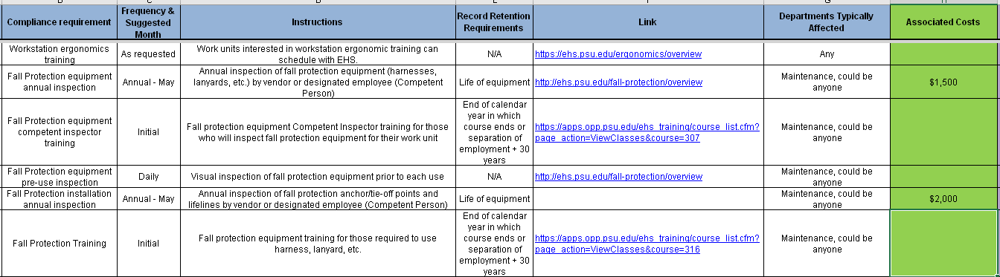 Compliance requirement
Frequency &
Suggested
Month
Instructions
Record Retention
Requirements
Link
Departments Typically
Affected
Associated Costs
Workstation ergonomics
training
As requested
Work units interested in workstation ergonomic training can
schedule with EHS.
N/A
https://ehs.psu.edu/ergonomics/overview
Any
Fall Protection equipment
annual inspection
Annual - May
Annual inspection of fall protection equipment (harnesses,
lanyards, etc.) by vendor or designated employee (Competent
Person)
Life of equipment
http://ehs.psu.edu/fall-protection/overview
Maintenance, could be
anyone
$1,500
Fall Protection equipment
competent inspector
training
Initial
Fall protection equipment Competent Inspector training for those
who will inspect fall protection equipment for their work unit
End of calendar
year in which
course ends or
separation of
employment + 30
years
https://apps.opp.psu.edu/ehs_training/course_list.cfm?
page_action=ViewClasses&course=307
Maintenance, could be
anyone
Fall Protection equipment
pre-use inspection
Daily
Visual inspection of fall protection equipment prior to each use
N/A
http://ehs.psu.edu/fall-protection/overview
Maintenance, could be
anyone
Fall Protection installation
annual inspection
Annual - May
Annual inspection of fall protection anchor/tie-off points and
lifelines by vendor or designated employee (Competent Person)
Life of equipment
Maintenance, could be
anyone
$2,000
Fall Protection Training
Initial
Fall protection equipment training for those required to use
harness, lanyard, etc.
End of calendar
year in which
course ends or
separation of
employment + 30
years
https://apps.opp.psu.edu/ehs_training/course_list.cfm?
page_action=ViewClasses&course=316
Maintenance, could be
anyone